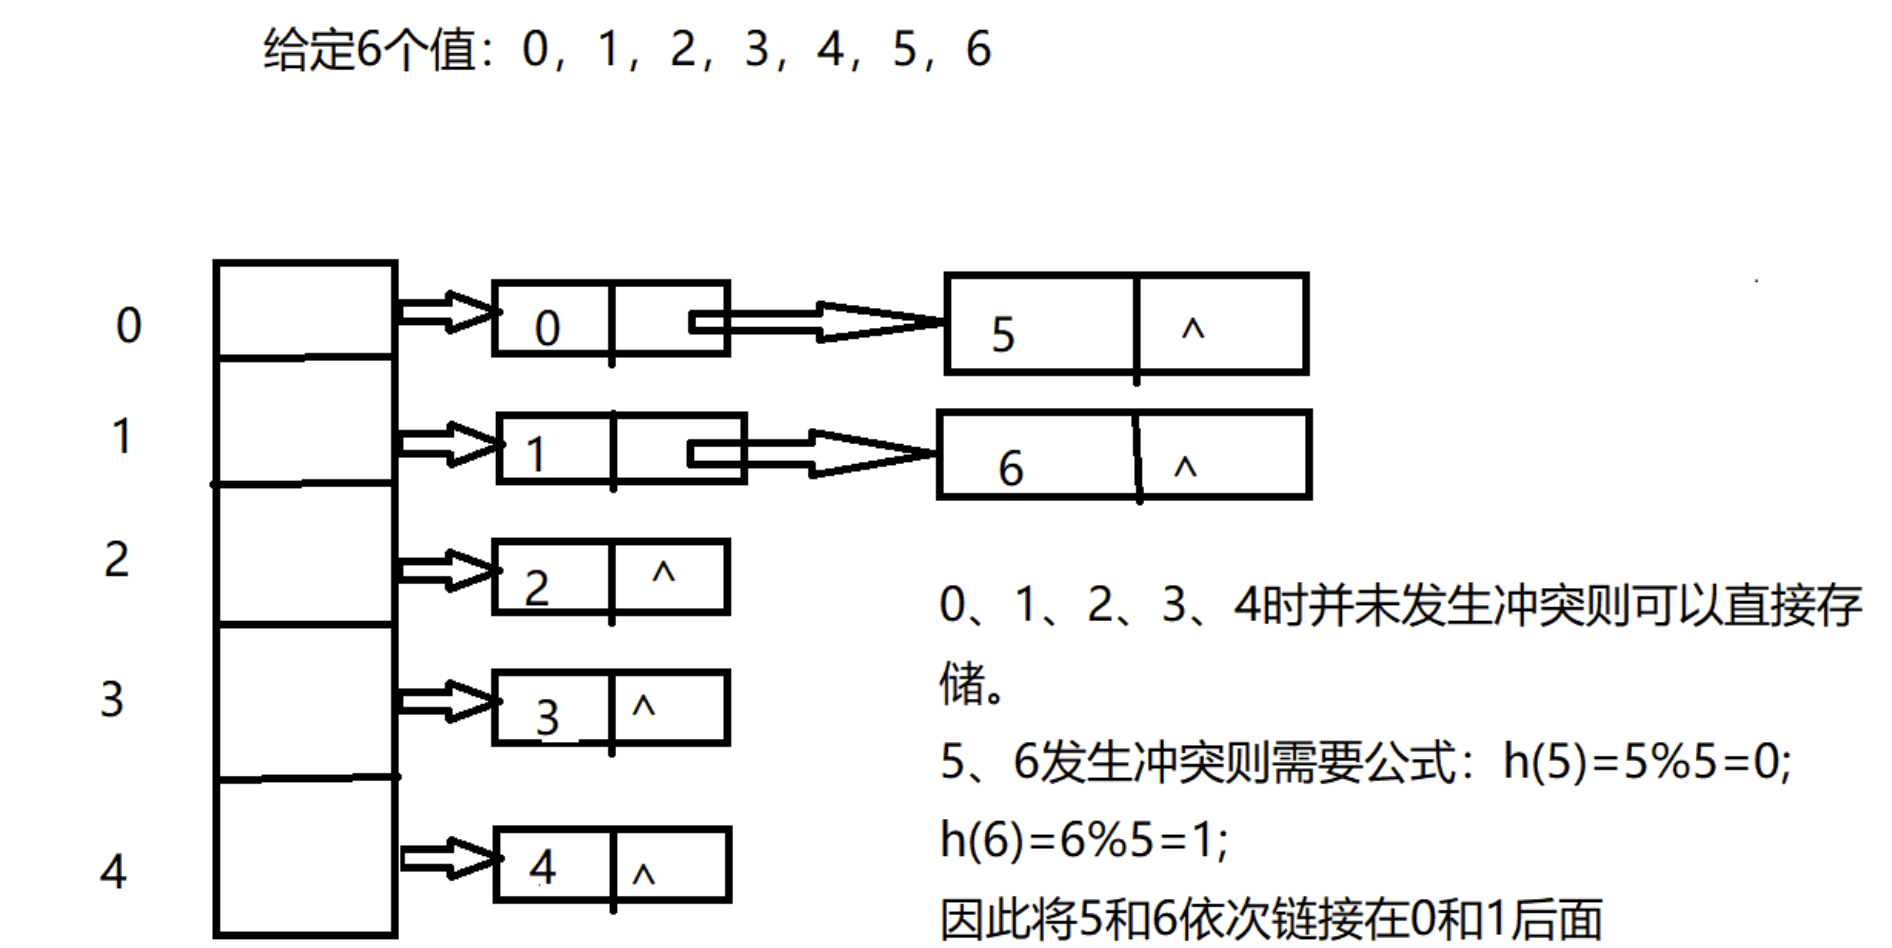 给定6个值：0，1，2，3，4，5，6
0 0 5 ^
1 1 6 ^
2 2 ^
0、1、2、3、4时并未发生冲突则可以直接存
储。
3 3 ^
5、6发生冲突则需要公式：h(5)=5%5=0;
h(6)=6%5=1;
4 4 ^
因此将5和6依次链接在0和1后面